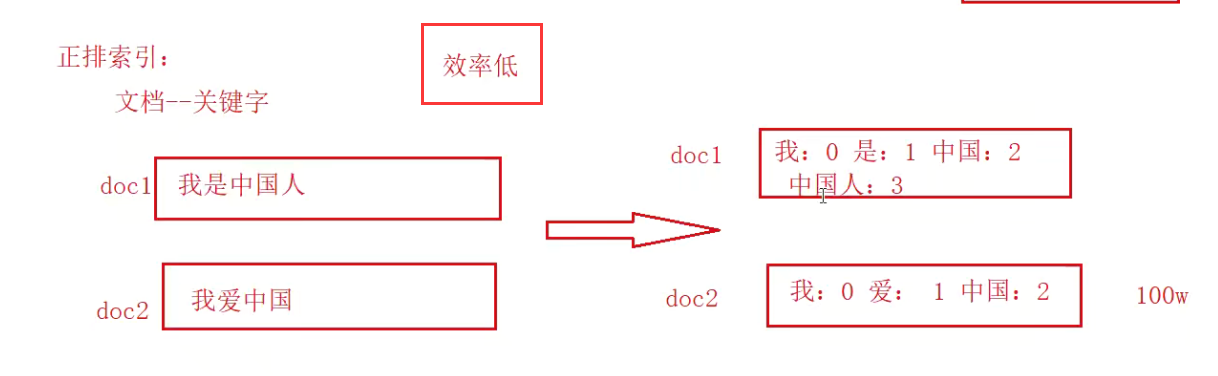 正排索引：
效率低
文档--关键字
doc1 我是中国人
doc1 我：0 是：1 中国：2
中国人：3
doc2 我爱中国
doc2 我：0 爱： 1 中国：2 100w